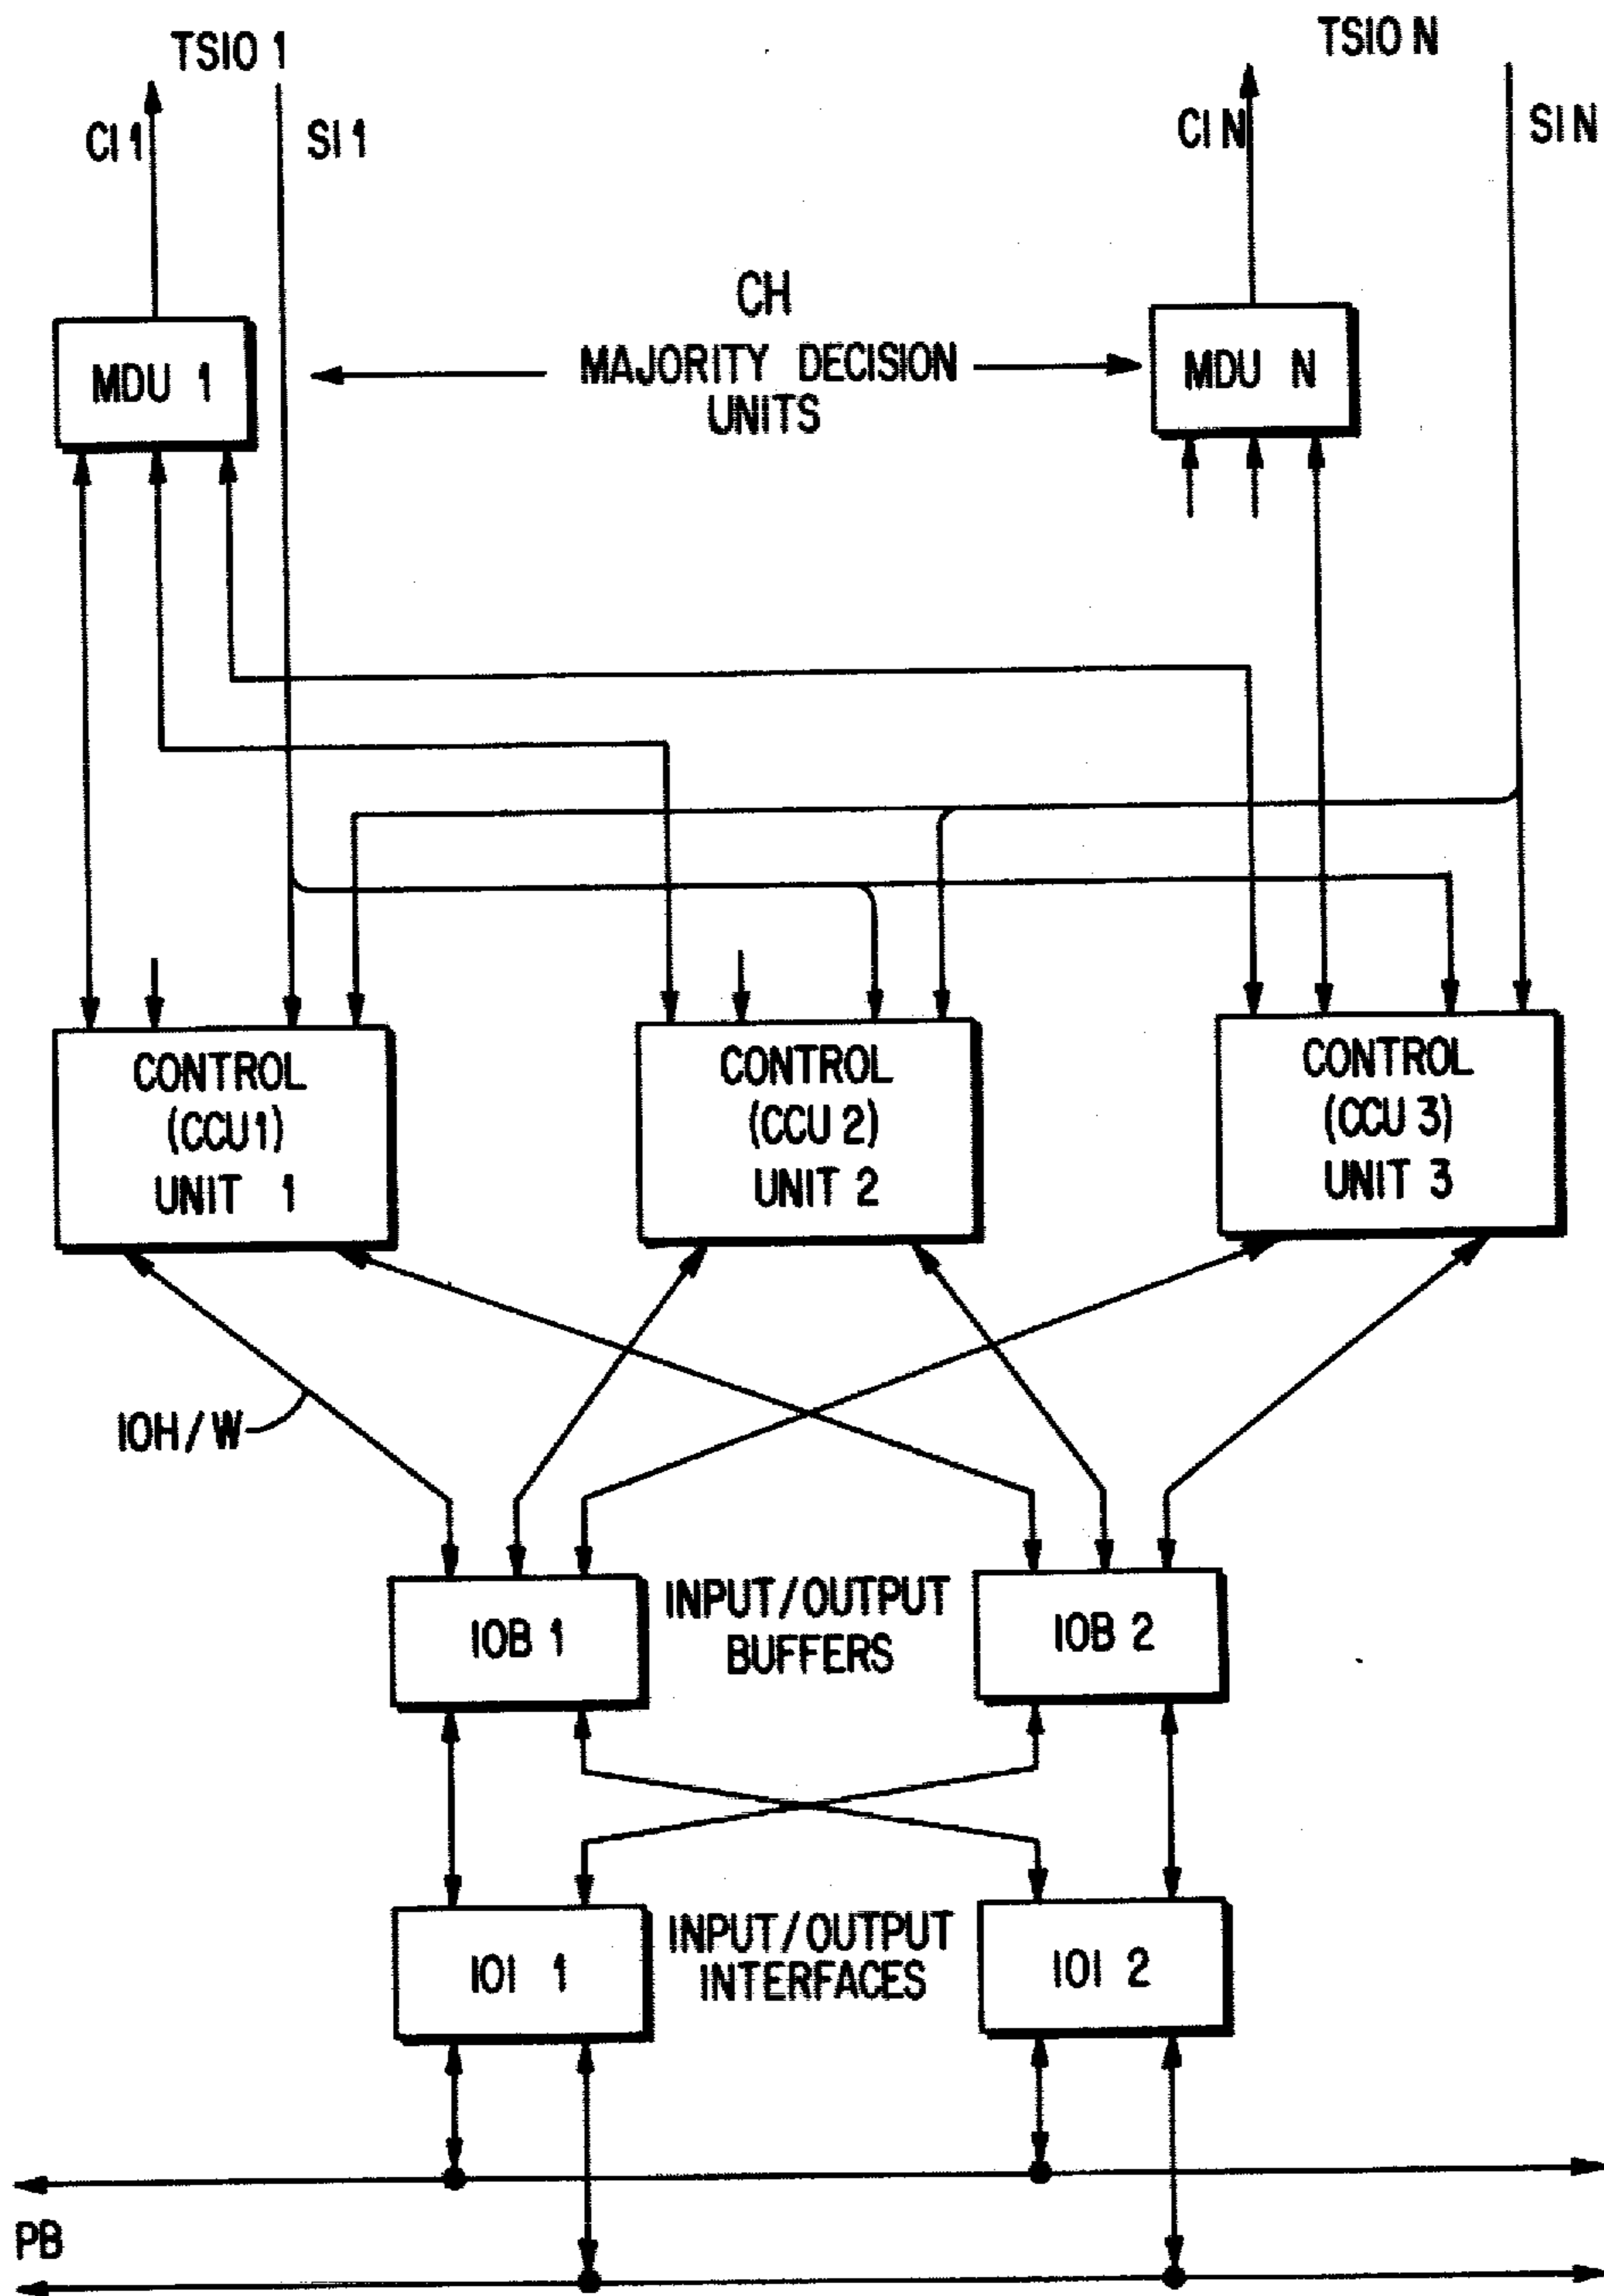 TSIO 1
TSIO N
CI 1
SI 1
CI N
SI N
CH
MAJORITY DECISION
UNITS
MDU 1
MDU N
CONTROL
(CCU 1)
UNIT 1
CONTROL
(CCU 2)
UNIT 2
CONTROL
(CCU 3)
UNIT 3
IOH/W
IOB 1
INPUT/OUTPUT
BUFFERS
IOB 2
IOI 1
INPUT/OUTPUT
INTERFACES
IOI 2
PB